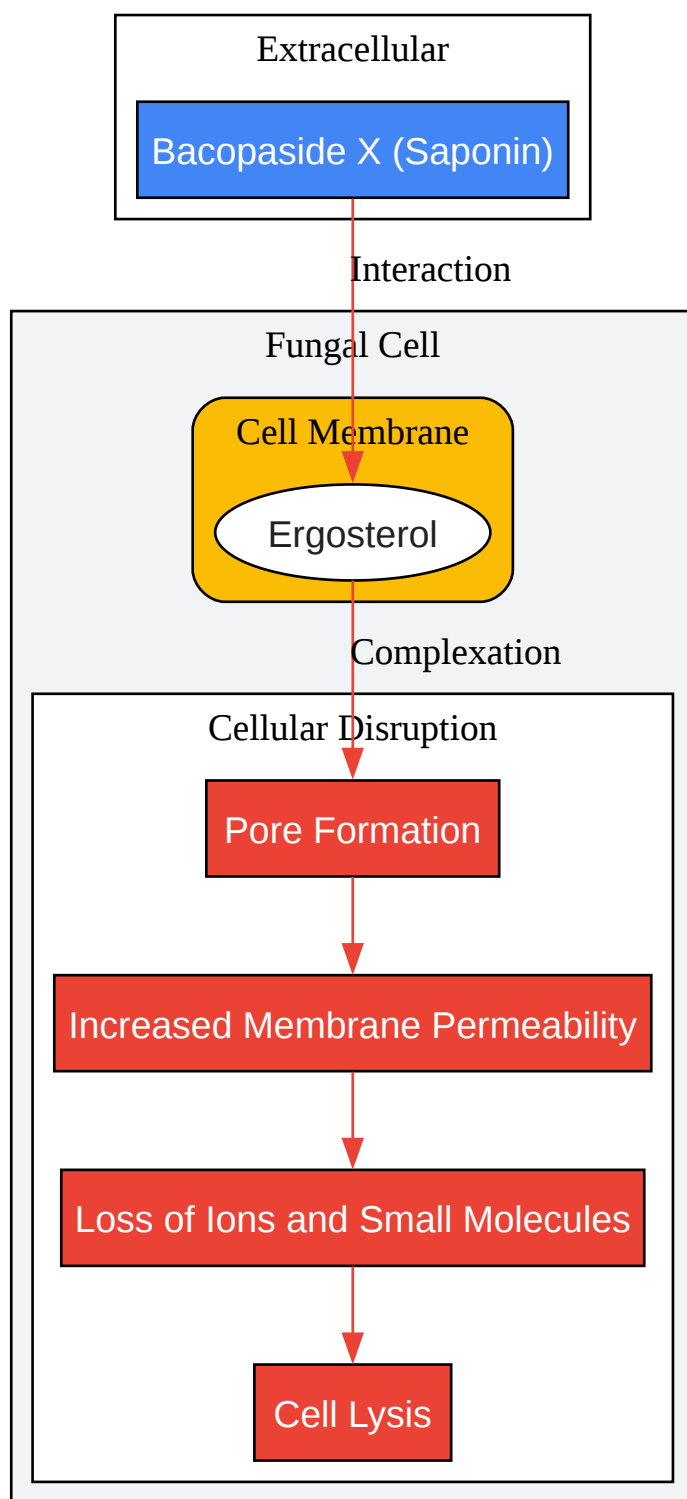 Extracellular
Bacopaside X (Saponin)
Interaction
Fungal Cell
Cell Membrane
Ergosterol
Complexation
Cellular Disruption
Pore Formation
Increased Membrane Permeability
Loss of Ions and Small Molecules
Cell Lysis